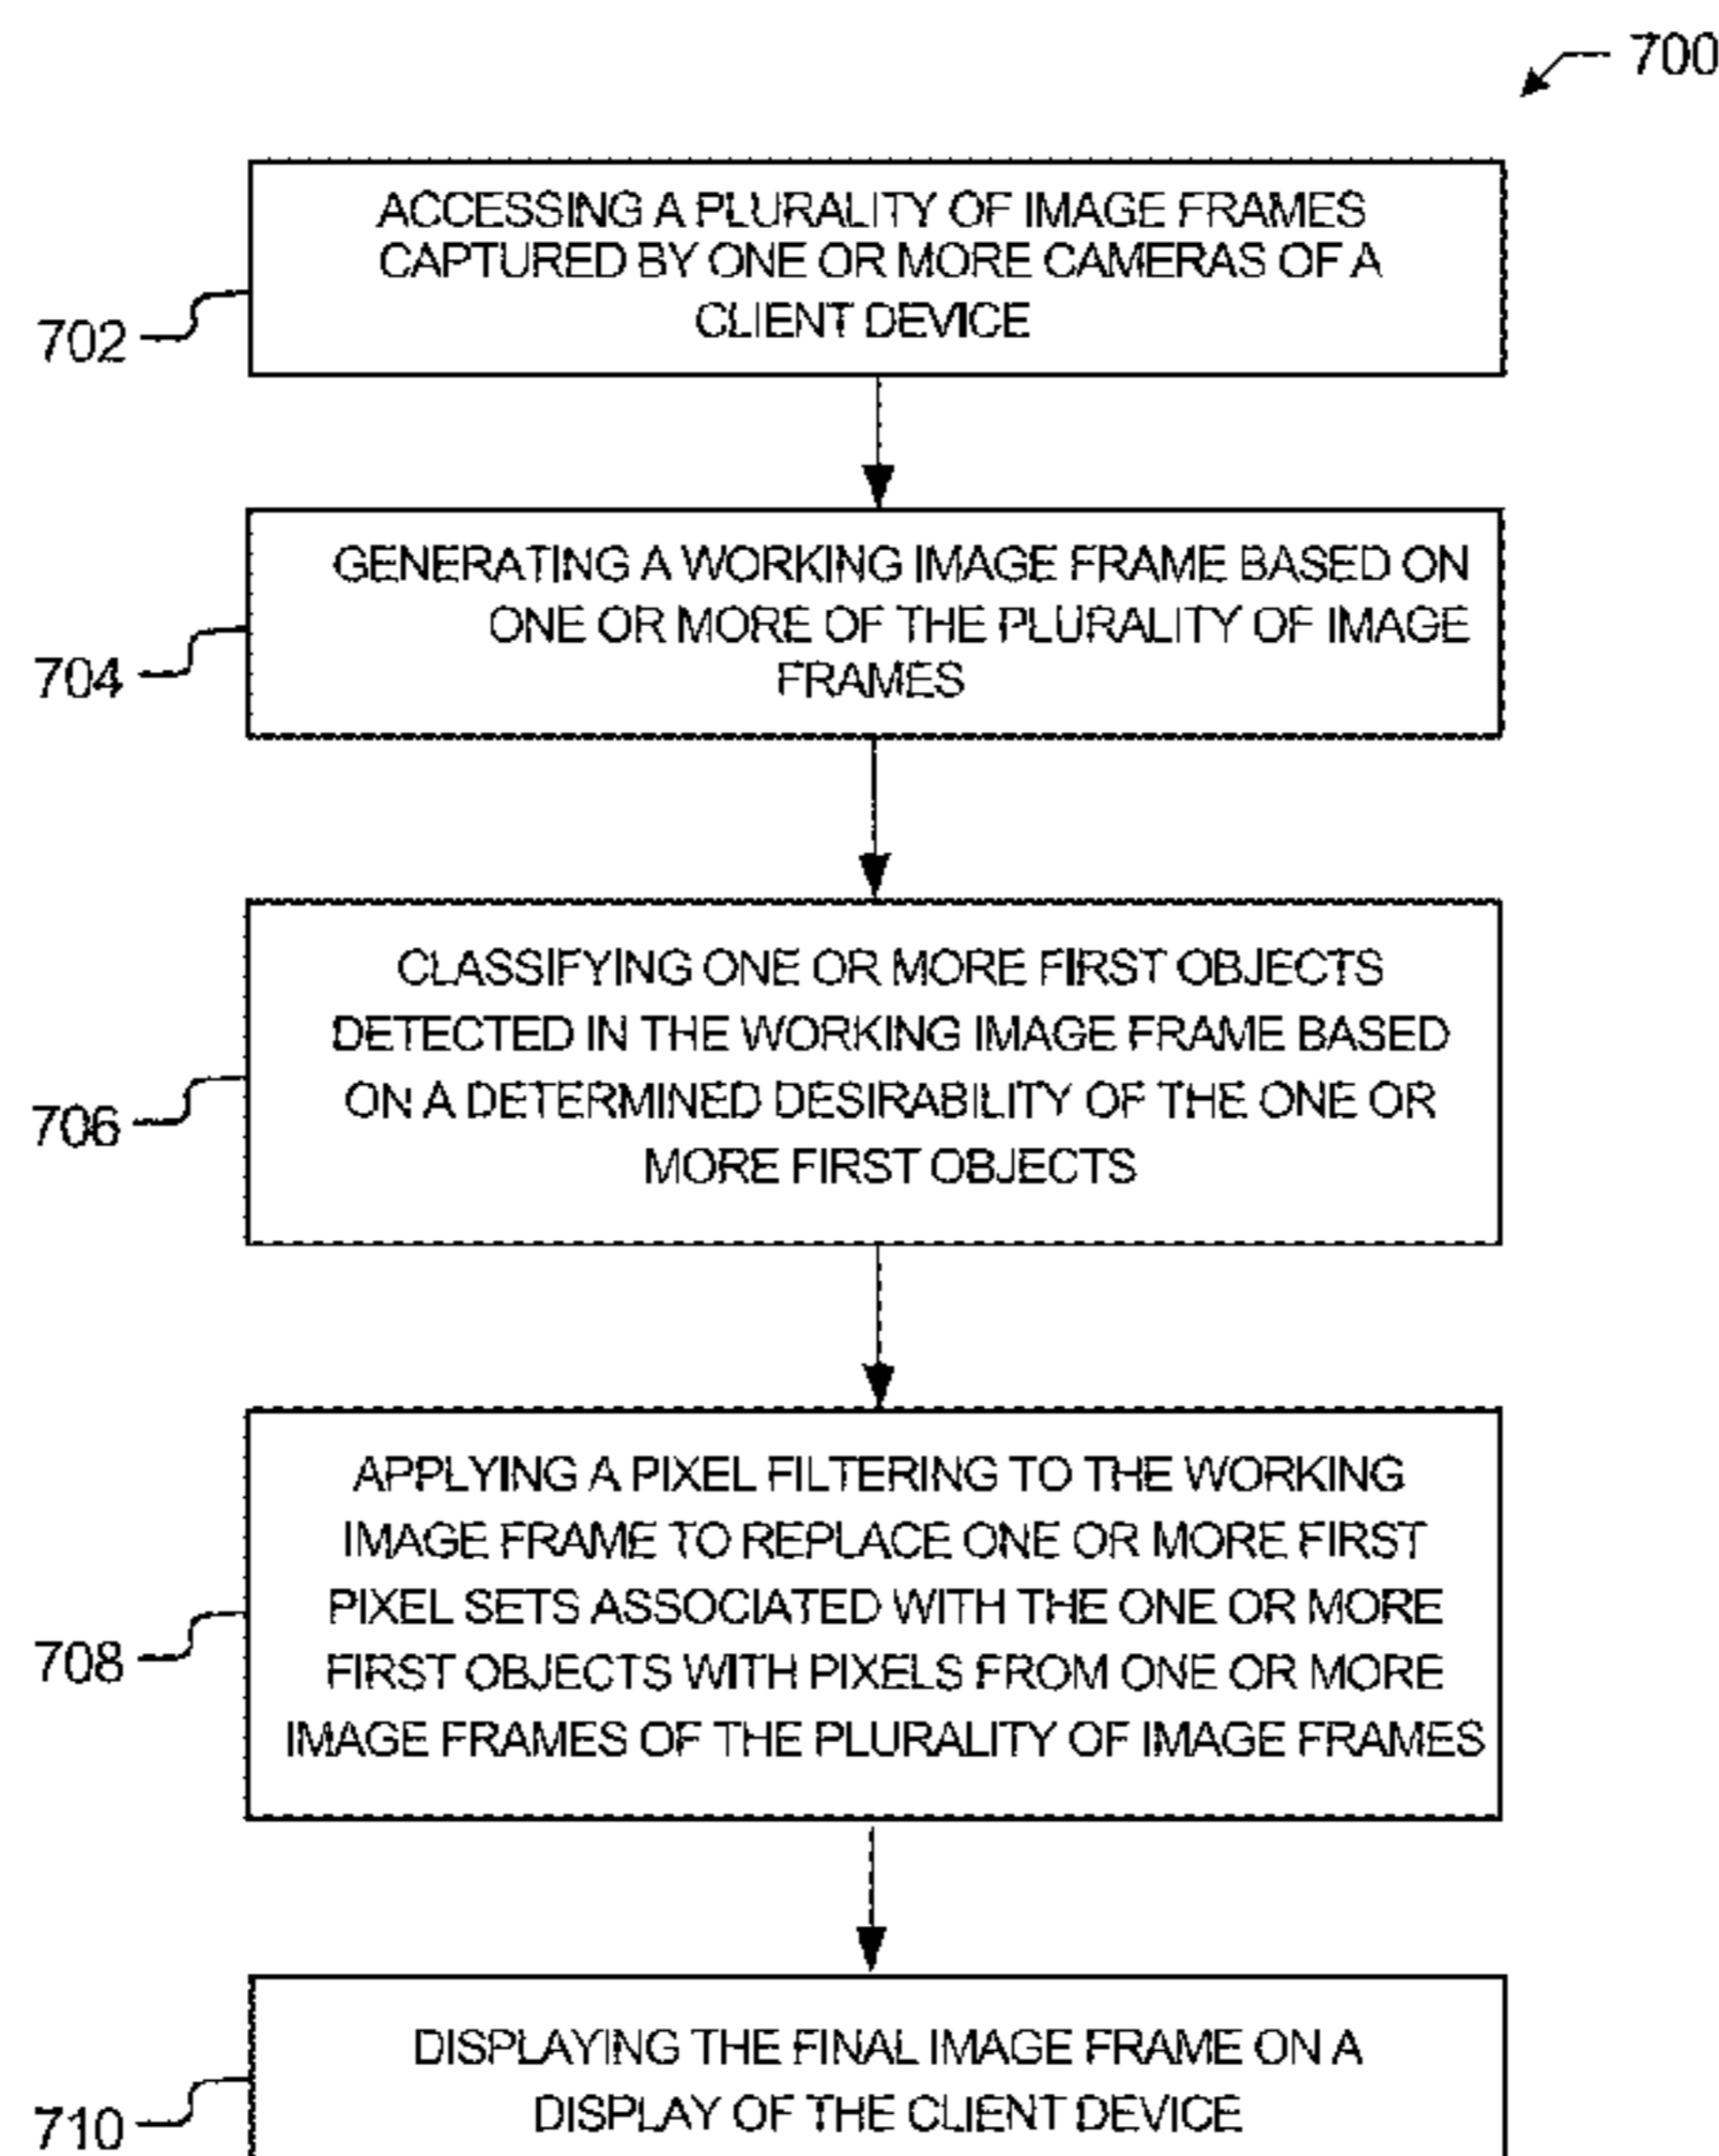 700
ACCESSING A PLURALITY OF IMAGE FRAMES
CAPTURED BY ONE OR MORE CAMERAS OF A
CLIENT DEVICE
702
GENERATING A WORKING IMAGE FRAME BASED ON
ONE OR MORE OF THE PLURALITY OF IMAGE
FRAMES
704
CLASSIFYING ONE OR MORE FIRST OBJECTS
DETECTED IN THE WORKING IMAGE FRAME BASED
ON A DETERMINED DESIRABILITY OF THE ONE OR
MORE FIRST OBJECTS
706
APPLYING A PIXEL FILTERING TO THE WORKING
IMAGE FRAME TO REPLACE ONE OR MORE FIRST
PIXEL SETS ASSOCIATED WITH THE ONE OR MORE
FIRST OBJECTS WITH PIXELS FROM ONE OR MORE
IMAGE FRAMES OF THE PLURALITY OF IMAGE FRAMES
708
DISPLAYING THE FINAL IMAGE FRAME ON A
DISPLAY OF THE CLIENT DEVICE
710